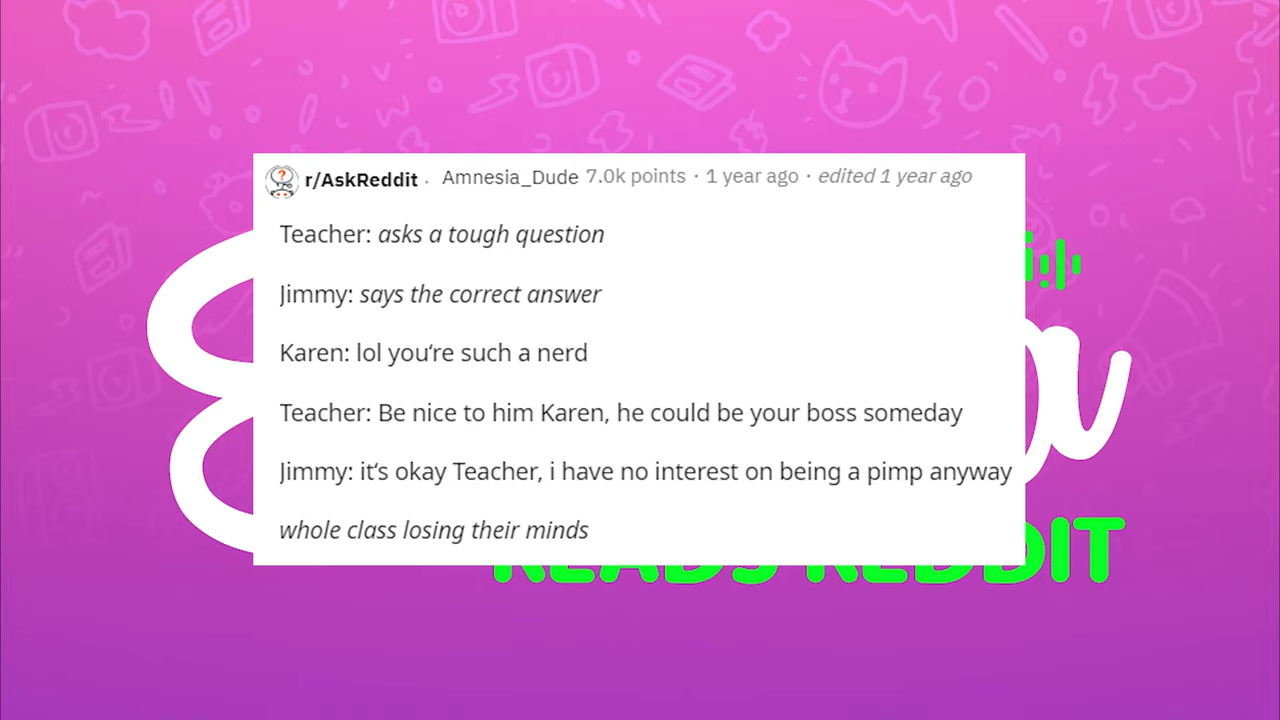 r/AskReddit · Amnesia_Dude 7.0k points · 1 year ago · edited 1 year ago
Teacher: asks a tough question
Jimmy: says the correct answer
Karen: lol you‘re such a nerd
Teacher: Be nice to him Karen, he could be your boss someday
Jimmy: it‘s okay Teacher, i have no interest on being a pimp anyway
whole class losing their minds
READS REDDIT